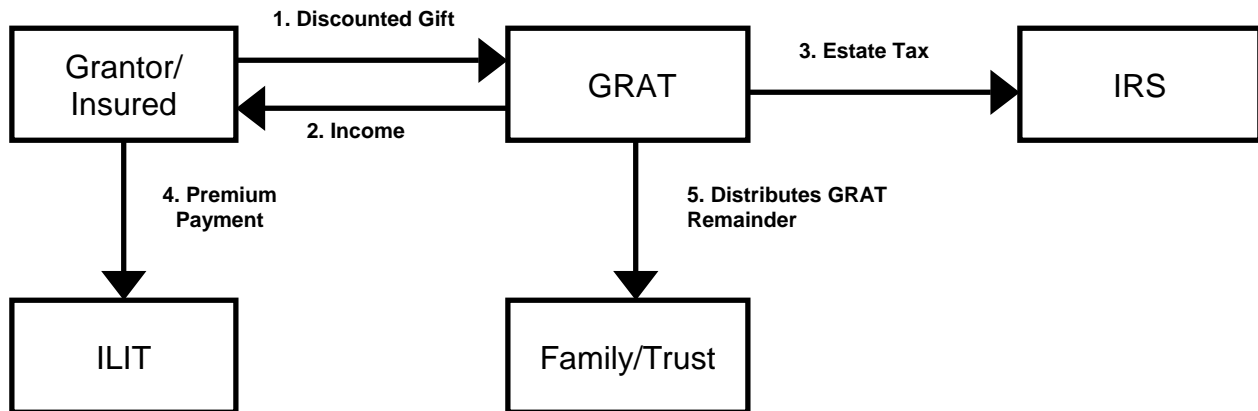 1. Discounted Gift
Grantor/
Insured
GRAT
3. Estate Tax
IRS
2. Income
4. Premium
Payment
5. Distributes GRAT
Remainder
ILIT
Family/Trust